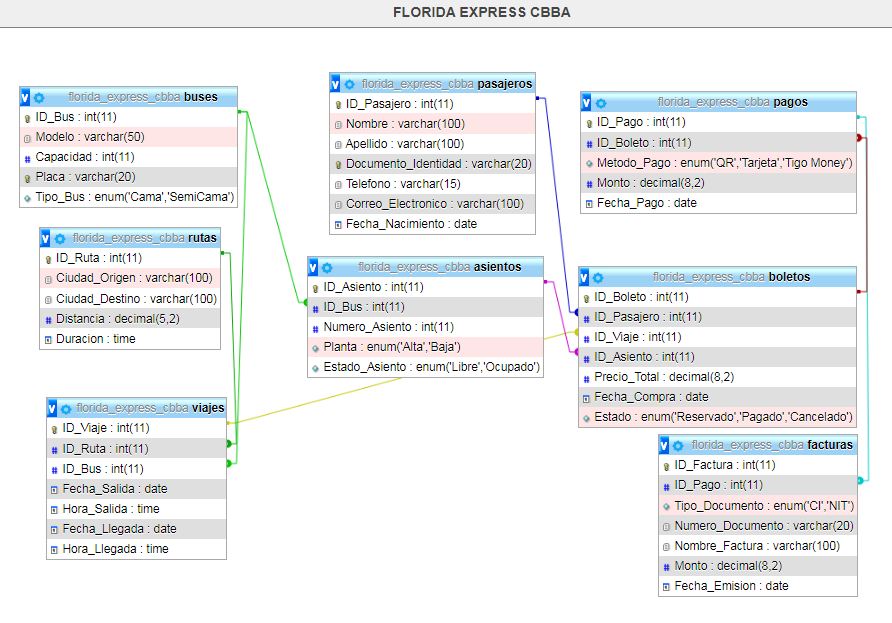 FLORIDA EXPRESS CBBA
v florida_express_cbba buses
ID_Bus : int(11)
Modelo : varchar(50)
# Capacidad : int(11)
Placa : varchar(20)
Tipo_Bus : enum('Cama','SemiCama')
v florida_express_cbba rutas
ID_Ruta : int(11)
Ciudad_Origen : varchar(100)
Ciudad_Destino : varchar(100)
# Distancia : decimal(5,2)
Duracion : time
v florida_express_cbba viajes
ID_Viaje : int(11)
# ID_Ruta : int(11)
# ID_Bus : int(11)
Fecha_Salida : date
Hora_Salida : time
Fecha_Llegada : date
Hora_Llegada : time
v florida_express_cbba pasajeros
ID_Pasajero : int(11)
Nombre : varchar(100)
Apellido : varchar(100)
Documento_Identidad : varchar(20)
Telefono : varchar(15)
Correo_Electronico : varchar(100)
Fecha_Nacimiento : date
v florida_express_cbba asientos
ID_Asiento : int(11)
# ID_Bus : int(11)
# Numero_Asiento : int(11)
Planta : enum('Alta','Baja')
Estado_Asiento : enum('Libre','Ocupado')
v florida_express_cbba pagos
ID_Pago : int(11)
# ID_Boleto : int(11)
Metodo_Pago : enum('QR','Tarjeta','Tigo Money')
# Monto : decimal(8,2)
Fecha_Pago : date
v florida_express_cbba boletos
ID_Boleto : int(11)
# ID_Pasajero : int(11)
# ID_Viaje : int(11)
# ID_Asiento : int(11)
# Precio_Total : decimal(8,2)
Fecha_Compra : date
Estado : enum('Reservado','Pagado','Cancelado')
v florida_express_cbba facturas
ID_Factura : int(11)
# ID_Pago : int(11)
Tipo_Documento : enum('CI','NIT')
Numero_Documento : varchar(20)
Nombre_Factura : varchar(100)
# Monto : decimal(8,2)
Fecha_Emision : date